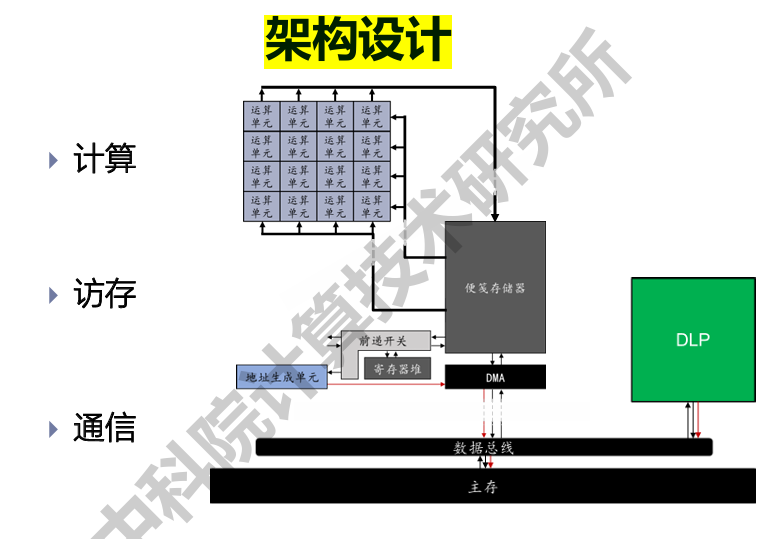 架构设计
计算
访存
通信
运算单元 运算单元 运算单元 运算单元
运算单元 运算单元 运算单元 运算单元
运算单元 运算单元 运算单元 运算单元
运算单元 运算单元 运算单元 运算单元
便笺存储器
前递开关
寄存器堆
地址生成单元
DMA
DLP
数据总线
主存
中科院计算技术研究所